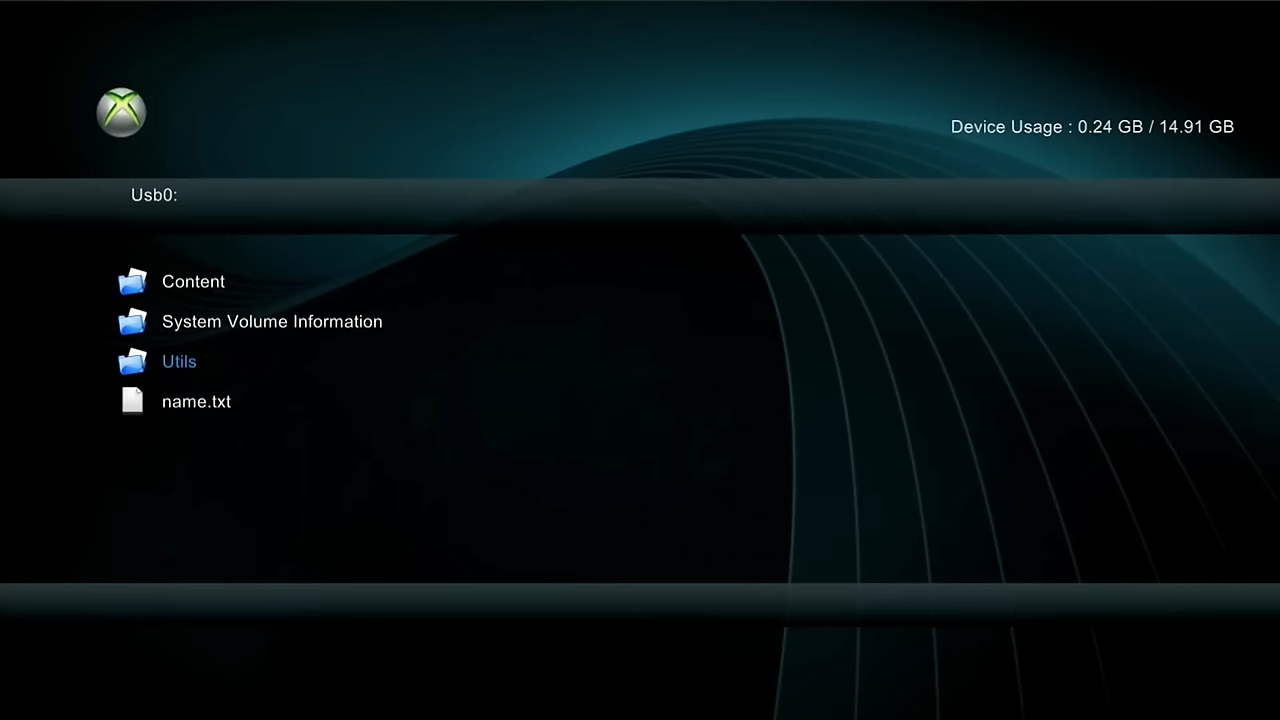 Device Usage : 0.24 GB / 14.91 GB
Usb0:
Content
System Volume Information
Utils
name.txt